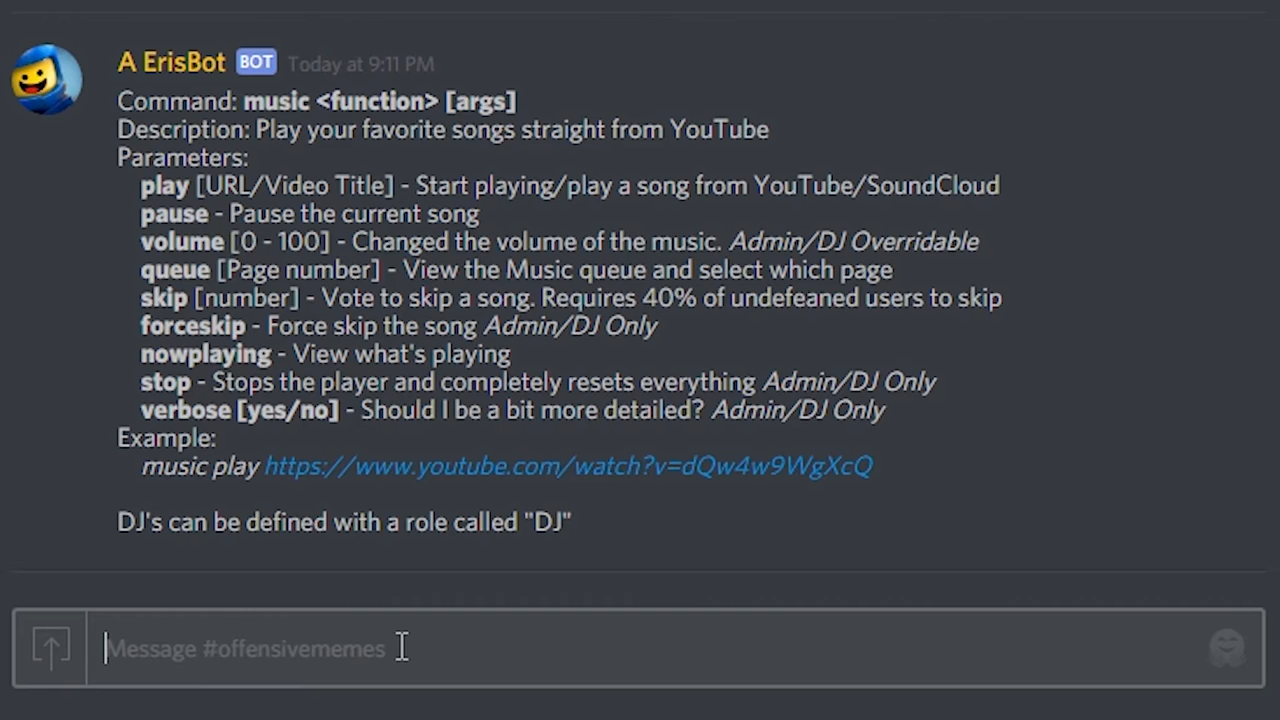 A ErisBot BOT Today at 9:11 PM
Command: music <function> [args]
Description: Play your favorite songs straight from YouTube
Parameters:
play [URL/Video Title] - Start playing/play a song from YouTube/SoundCloud
pause - Pause the current song
volume [0 - 100] - Changed the volume of the music. Admin/DJ Overridable
queue [Page number] - View the Music queue and select which page
skip [number] - Vote to skip a song. Requires 40% of undefeaned users to skip
forceskip - Force skip the song Admin/DJ Only
nowplaying - View what's playing
stop - Stops the player and completely resets everything Admin/DJ Only
verbose [yes/no] - Should I be a bit more detailed? Admin/DJ Only
Example:
music play https://www.youtube.com/watch?v=dQw4w9WgXcQ
DJ's can be defined with a role called "DJ"
Message #offensivememes